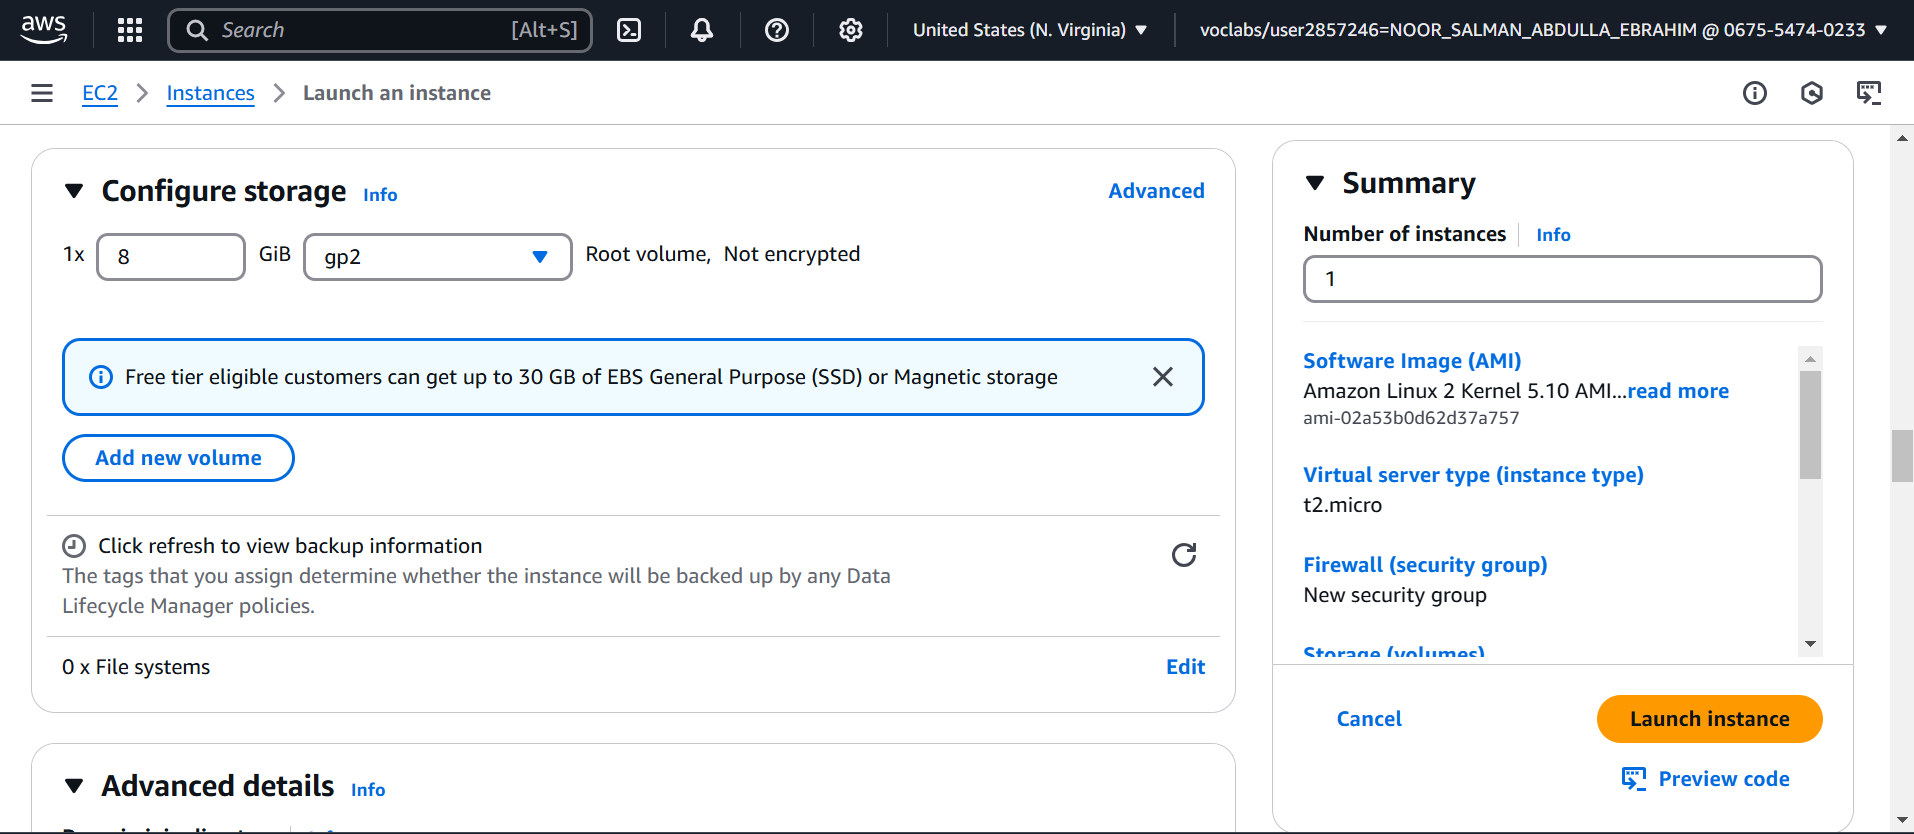 aws
Search [Alt+S]
United States (N. Virginia)
voclabs/user2857246=NOOR_SALMAN_ABDULLA_EBRAHIM @ 0675-5474-0233
EC2
Instances
Launch an instance
Configure storage Info
Advanced
1x 8 GiB gp2 Root volume, Not encrypted
Free tier eligible customers can get up to 30 GB of EBS General Purpose (SSD) or Magnetic storage
Add new volume
Click refresh to view backup information
The tags that you assign determine whether the instance will be backed up by any Data
Lifecycle Manager policies.
0 x File systems
Edit
Advanced details Info
Summary
Number of instances Info
1
Software Image (AMI)
Amazon Linux 2 Kernel 5.10 AMI...read more
ami-02a53b0d62d37a757
Virtual server type (instance type)
t2.micro
Firewall (security group)
New security group
Storage (volumes)
Cancel
Launch instance
Preview code